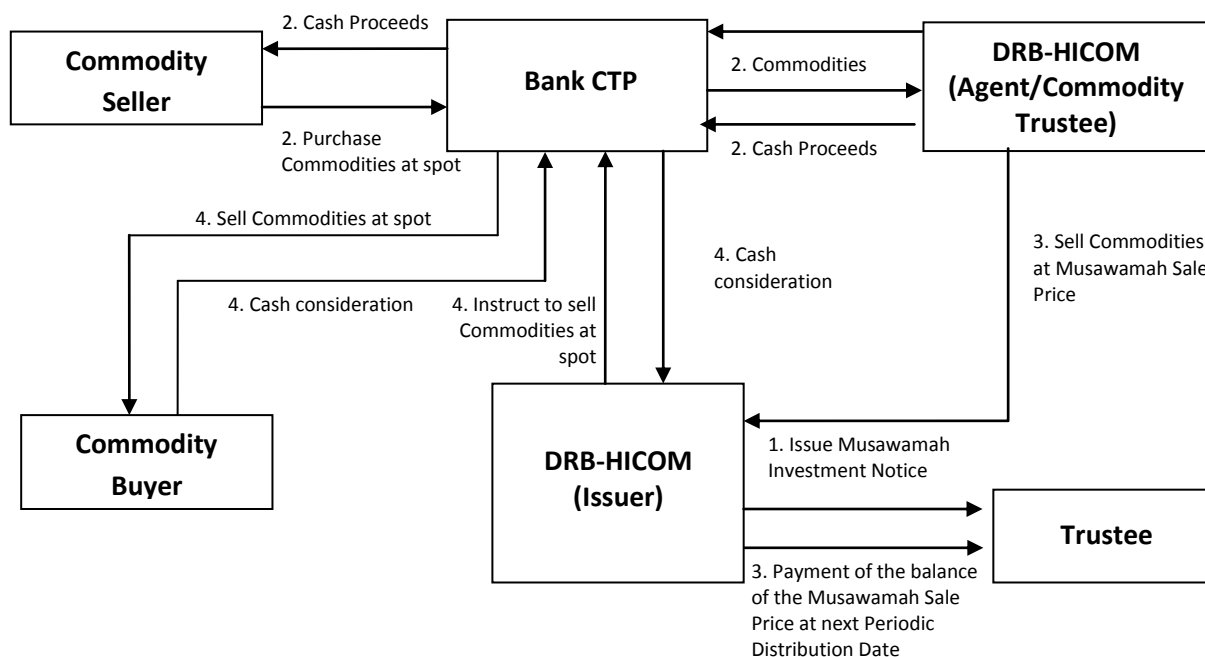 2. Cash Proceeds
Commodity
Seller
Bank CTP
DRB-HICOM
(Agent/Commodity
Trustee)
2. Commodities
2. Purchase
Commodities at spot
2. Cash Proceeds
4. Sell Commodities at spot
3. Sell Commodities
at Musawamah Sale
Price
4. Cash
consideration
4. Cash consideration
4. Instruct to sell
Commodities at
spot
Commodity
Buyer
DRB-HICOM
(Issuer)
1. Issue Musawamah
Investment Notice
Trustee
3. Payment of the balance
of the Musawamah Sale
Price at next Periodic
Distribution Date